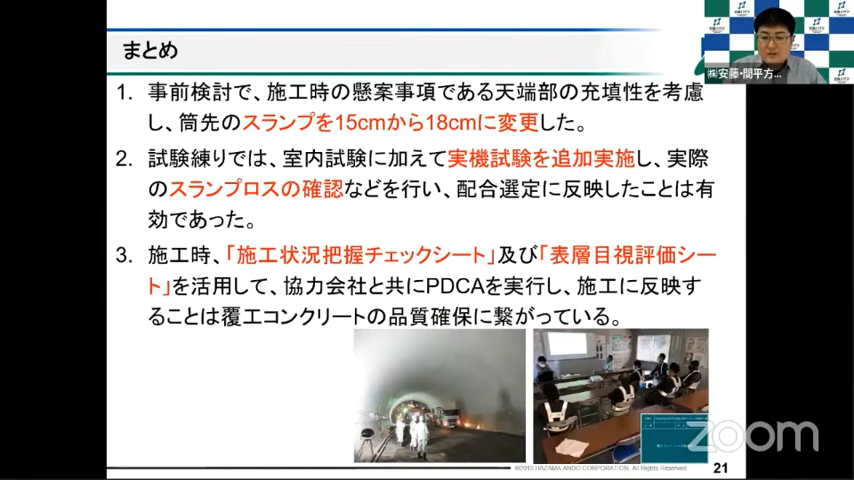 まとめ
㈱安藤・間平方...
1. 事前検討で、施工時の懸案事項である天端部の充填性を考慮
し、筒先のスランプを15cmから18cmに変更した。
2. 試験練りでは、室内試験に加えて実機試験を追加実施し、実際
のスランプロスの確認などを行い、配合選定に反映したことは有
効であった。
3. 施工時、「施工状況把握チェックシート」及び「表層目視評価シー
ト」を活用して、協力会社と共にPDCAを実行し、施工に反映す
ることは覆工コンクリートの品質確保に繋がっている。
zoom
©2013 HAZAMA ANDO CORPORATION. All Rights Reserved.
21